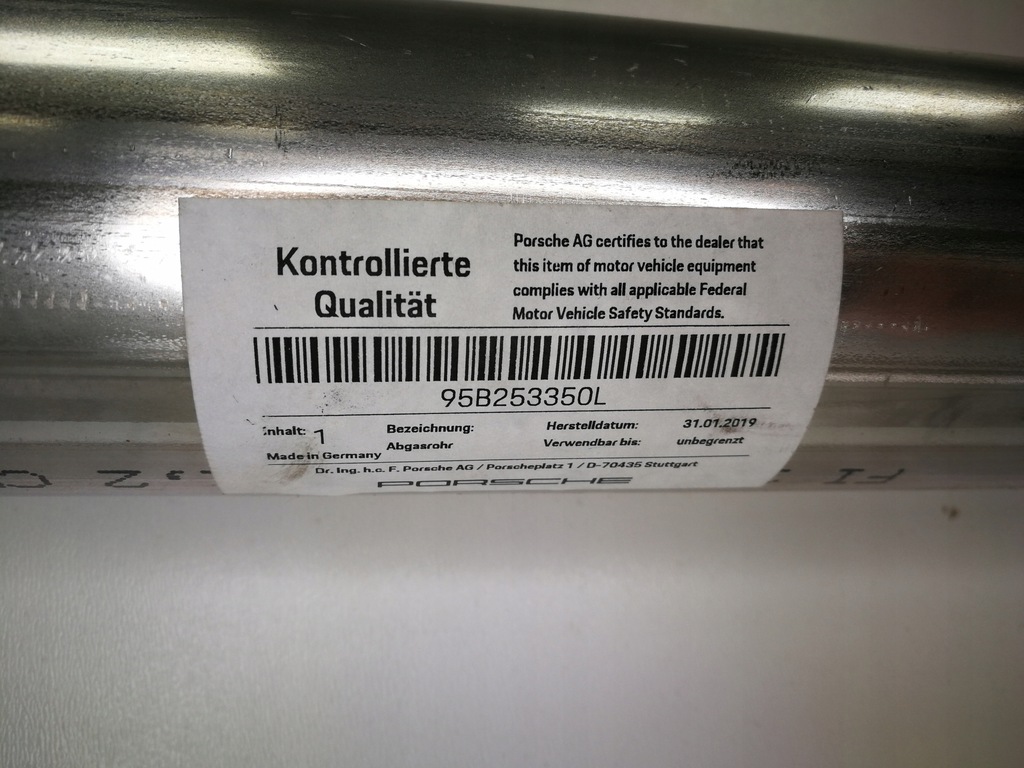 Kontrollierte
Qualität
Porsche AG certifies to the dealer that
this item of motor vehicle equipment
complies with all applicable Federal
Motor Vehicle Safety Standards.
95B253350L
Inhalt: 1
Made in Germany
Bezeichnung:
Abgasrohr
Herstelldatum: 31.01.2019
Verwendbar bis: unbegrenzt
Dr. Ing. h.c. F. Porsche AG / Porscheplatz 1 / D-70435 Stuttgart
PORSCHE